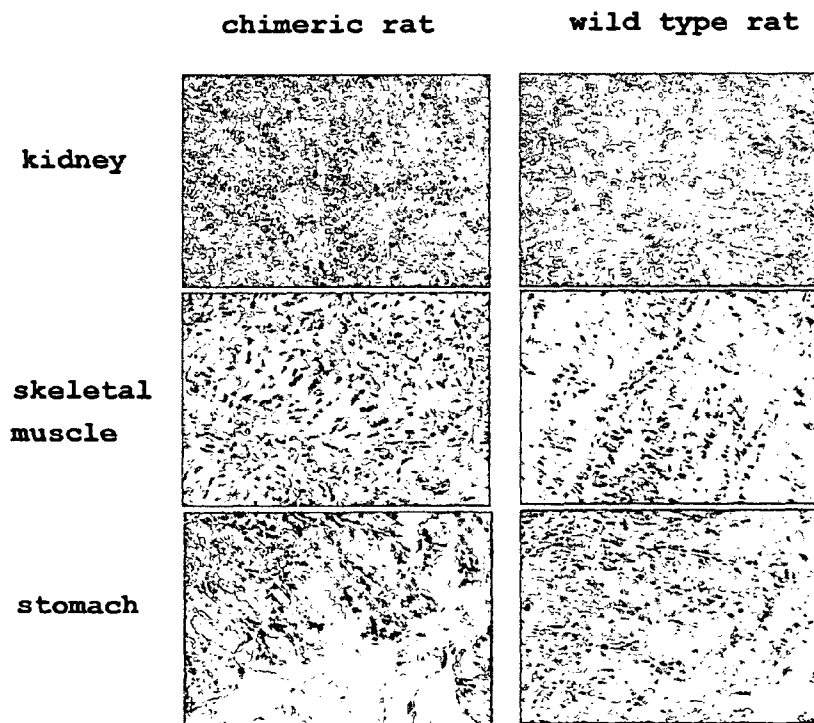 chimeric rat
wild type rat
kidney
skeletal
muscle
stomach